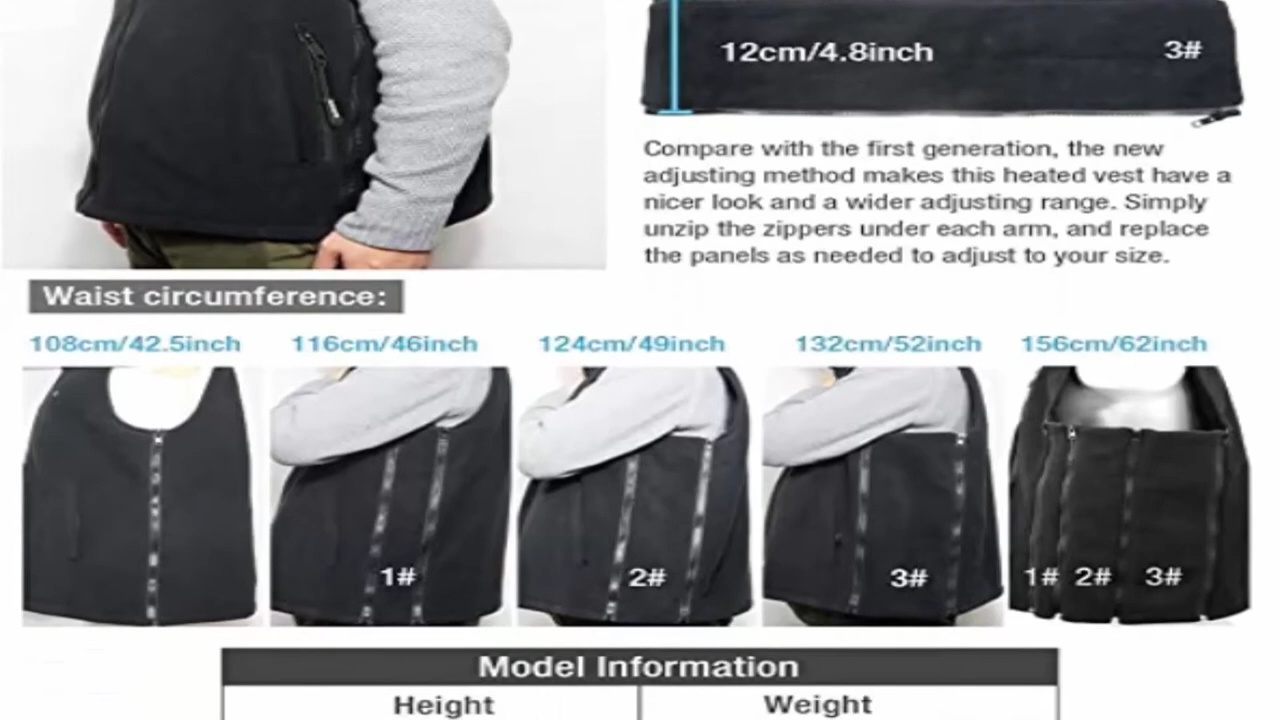 12cm/4.8inch 3#
Compare with the first generation, the new
adjusting method makes this heated vest have a
nicer look and a wider adjusting range. Simply
unzip the zippers under each arm, and replace
the panels as needed to adjust to your size.
Waist circumference:
108cm/42.5inch 116cm/46inch 124cm/49inch 132cm/52inch 156cm/62inch
1# 2# 3# 1# 2# 3#
Model Information
Height Weight